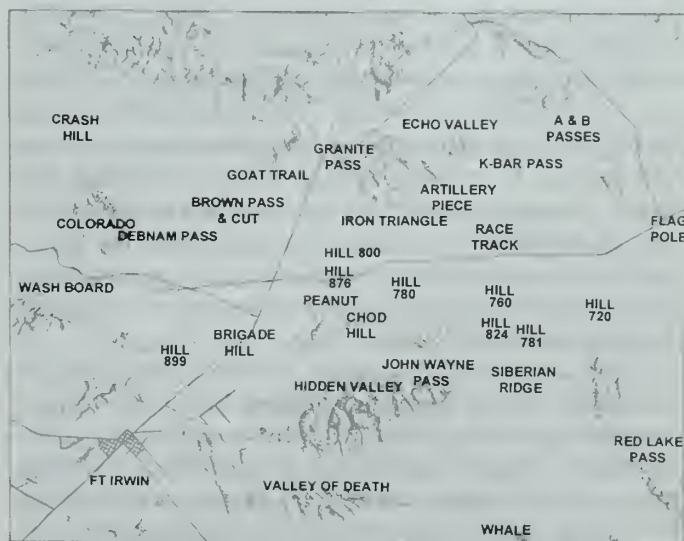 CRASH
HILL
ECHO VALLEY
A & B
PASSES
GRANITE
PASS
K-BAR PASS
GOAT TRAIL
ARTILLERY
PIECE
BROWN PASS
& CUT
COLORADO
DEBNAM PASS
IRON TRIANGLE
RACE
TRACK
FLAG
POLE
HILL 800
WASH BOARD
HILL
876
HILL
780
HILL
760
PEANUT
HILL
720
CHOD
HILL
HILL
824
HILL
781
BRIGADE
HILL
HILL
899
JOHN WAYNE
PASS
SIBERIAN
RIDGE
HIDDEN VALLEY
RED LAKE
PASS
FT IRWIN
VALLEY OF DEATH
WHALE